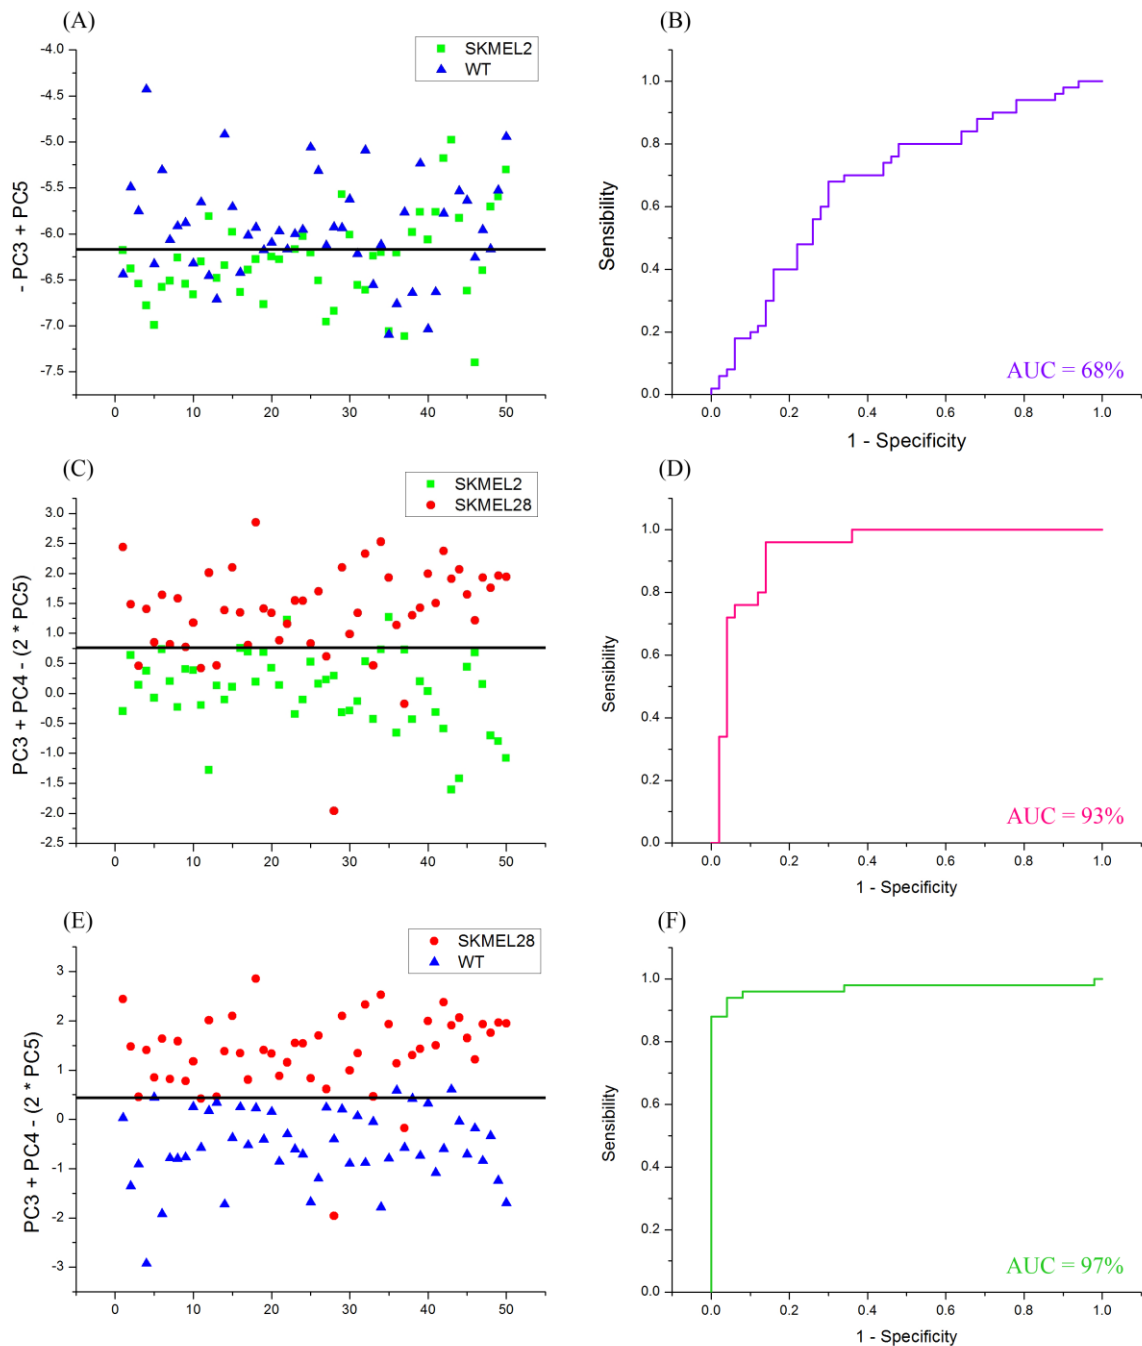 (A)
SKMEL2
WT
- PC3 + PC5
-4.0
-4.5
-5.0
-5.5
-6.0
-6.5
-7.0
-7.5
0 10 20 30 40 50
(B)
Sensibility
1.0
0.8
0.6
0.4
0.2
0.0
AUC = 68%
0.0 0.2 0.4 0.6 0.8 1.0
1 - Specificity
(C)
SKMEL2
SKMEL28
PC3 + PC4 - (2 * PC5)
3.0
2.5
2.0
1.5
1.0
0.5
0.0
-0.5
-1.0
-1.5
-2.0
-2.5
0 10 20 30 40 50
(D)
Sensibility
1.0
0.8
0.6
0.4
0.2
0.0
AUC = 93%
0.0 0.2 0.4 0.6 0.8 1.0
1 - Specificity
(E)
SKMEL28
WT
PC3 + PC4 - (2 * PC5)
3
2
1
0
-1
-2
-3
0 10 20 30 40 50
(F)
Sensibility
1.0
0.8
0.6
0.4
0.2
0.0
AUC = 97%
0.0 0.2 0.4 0.6 0.8 1.0
1 - Specificity